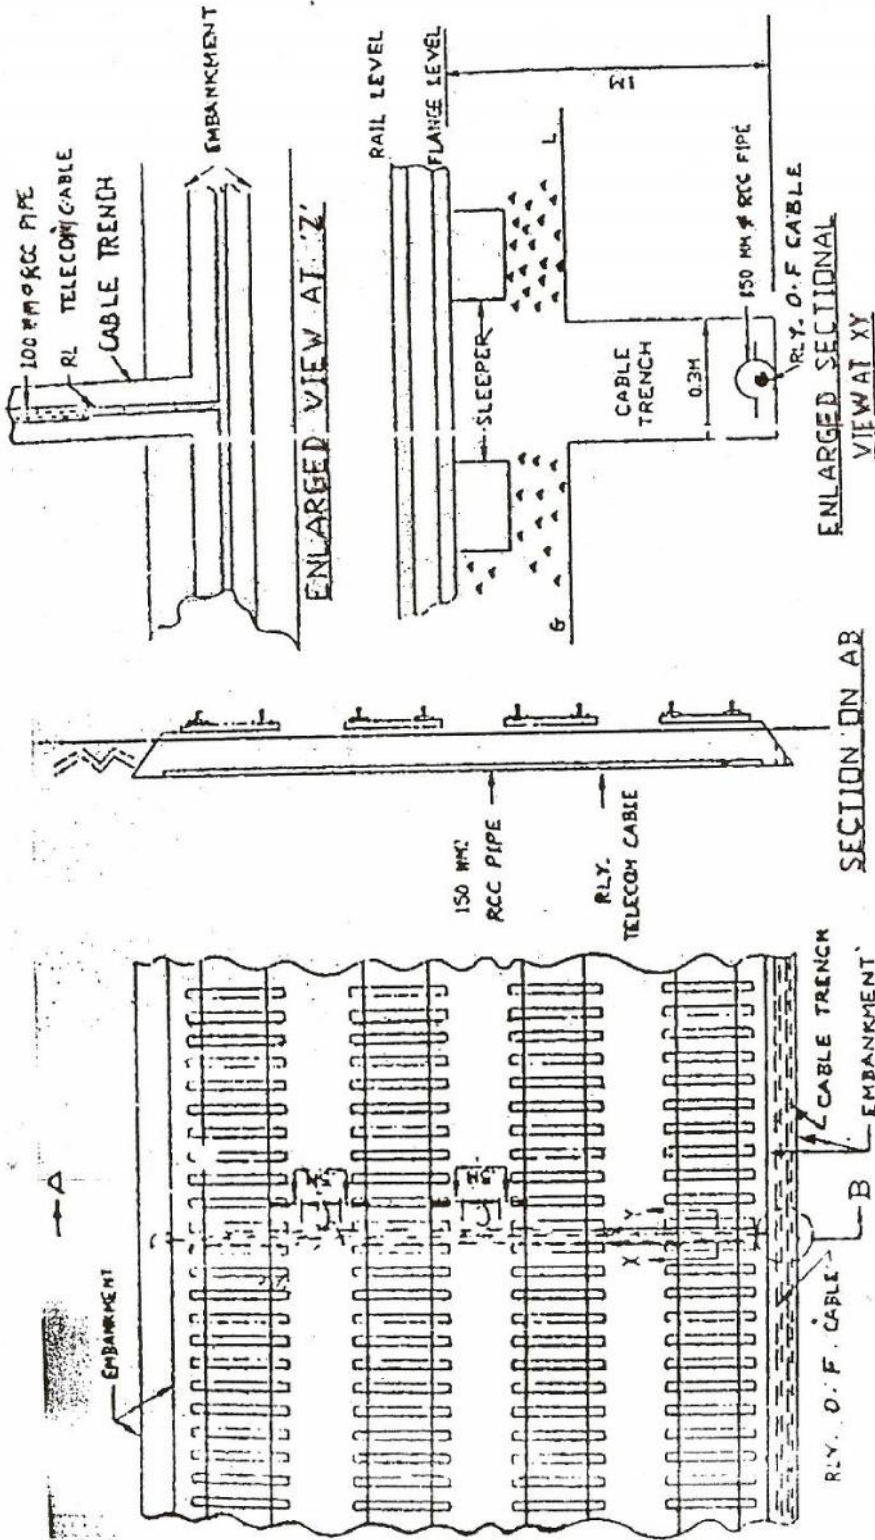 100 MM Φ RCC PIPE
RL TELECOM CABLE
CABLE TRENCH
EMBANKMENT
ENLARGED VIEW AT 'Z'
RAIL LEVEL
FLANGE LEVEL
1M
SLEEPER
G
L
CABLE
TRENCH
0.3M
150 MM Φ RCC PIPE
RLY. O.F CABLE
ENLARGED SECTIONAL
VIEW AT XY
150 MM
RCC PIPE
RLY.
TELECOM CABLE
SECTION ON AB
A
EMBANKMENT
X
Y
B
RLY. O.F. CABLE
CABLE TRENCH
EMBANKMENT